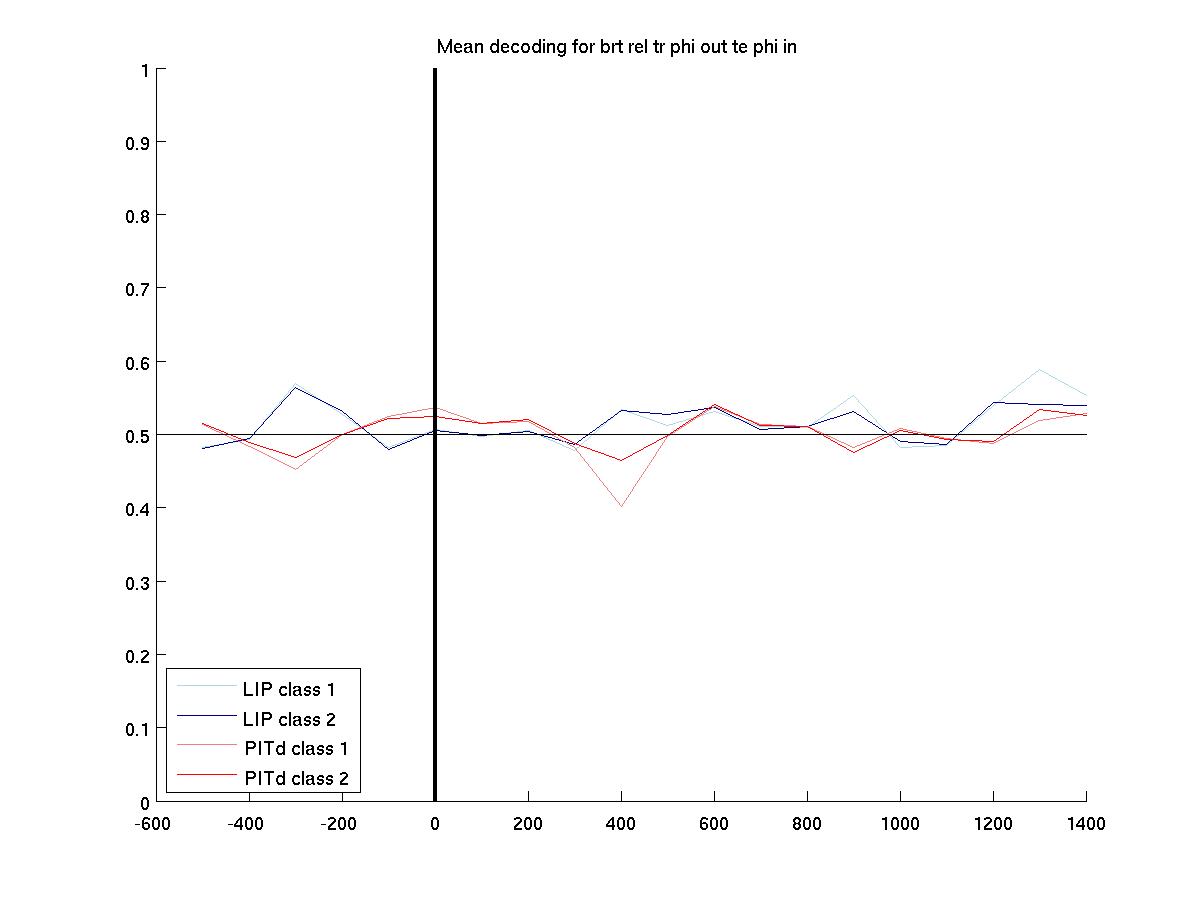 Mean decoding for brt rel tr phi out te phi in
1
0.9
0.8
0.7
0.6
0.5
0.4
0.3
0.2
0.1
0
LIP class 1
LIP class 2
PITd class 1
PITd class 2
-600 -400 -200 0 200 400 600 800 1000 1200 1400